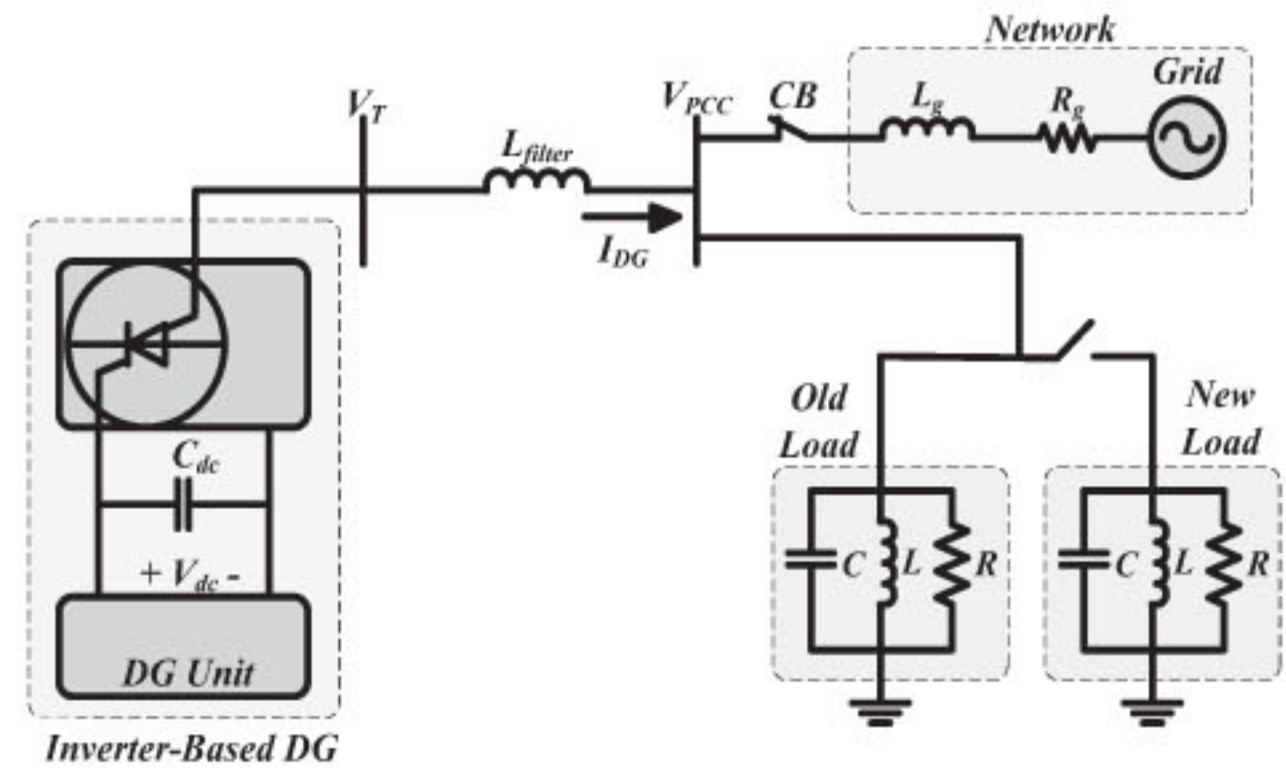 Network
Grid
V_T
V_PCC
CB
L_g
R_g
L_filter
I_DG
Old
Load
New
Load
C_dc
C
L
R
C
L
R
+ V_dc -
DG Unit
Inverter-Based DG